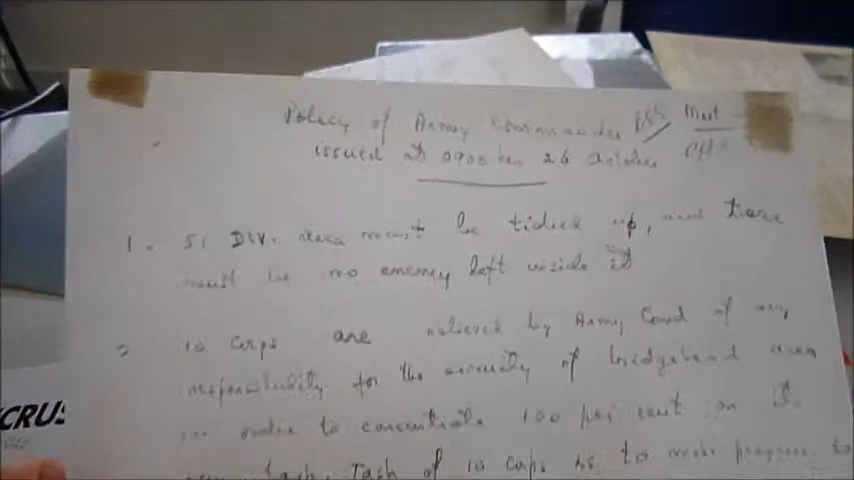 Policy of Army Commander
issued at 0900 hrs 26 October
1. 51 DIV. area must be tidied up, and there
must be no enemy left inside it
2 10 Corps are relieved by Army Comd of any
responsibility for the security of bridgehead area
in order to concentrate 100 per cent on it
task. Task of 10 Corps is to make progress to
CRUS